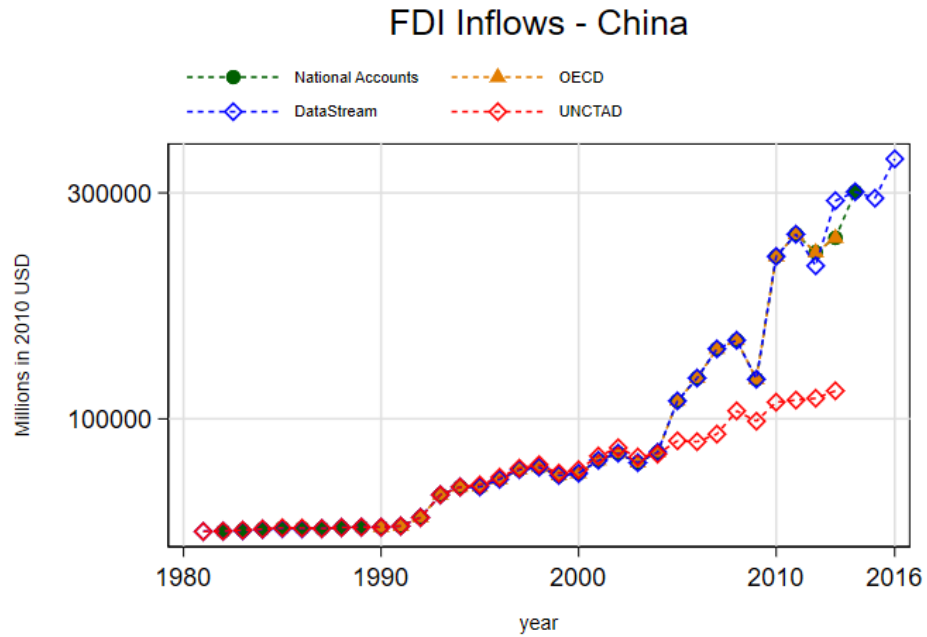 FDI Inflows - China
National Accounts
OECD
DataStream
UNCTAD
300000
100000
Millions in 2010 USD
1980
1990
2000
2010
2016
year